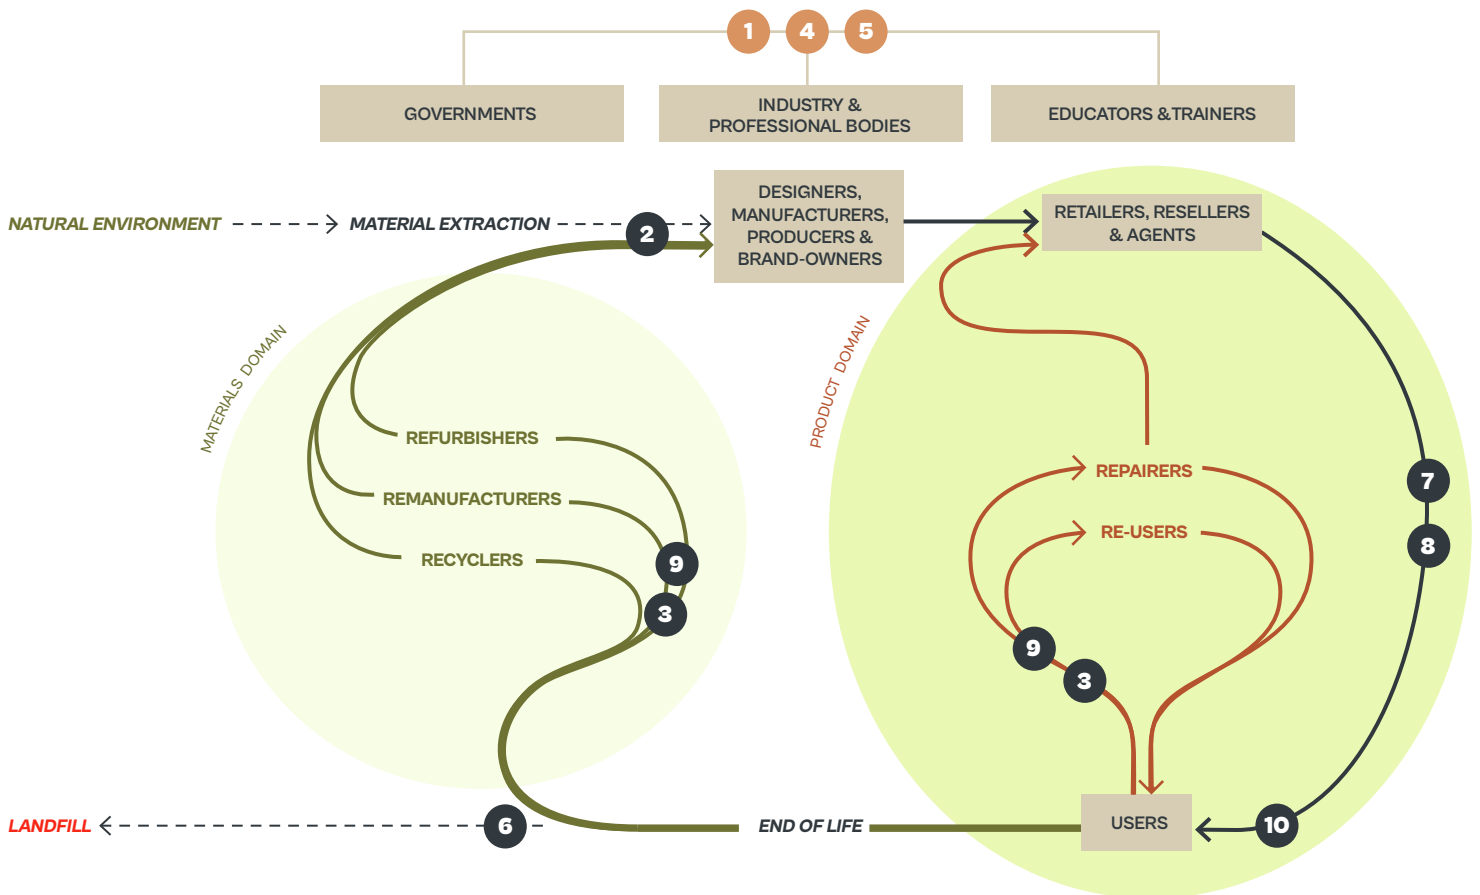 1 4 5
GOVERNMENTS
INDUSTRY &
PROFESSIONAL BODIES
EDUCATORS &TRAINERS
NATURAL ENVIRONMENT
MATERIAL EXTRACTION
2
DESIGNERS,
MANUFACTURERS,
PRODUCERS &
BRAND-OWNERS
RETAILERS, RESELLERS
& AGENTS
MATERIALS DOMAIN
PRODUCT DOMAIN
REFURBISHERS
REMANUFACTURERS
RECYCLERS
9
3
REPAIRERS
RE-USERS
9
3
7
8
LANDFILL
6
END OF LIFE
USERS
10